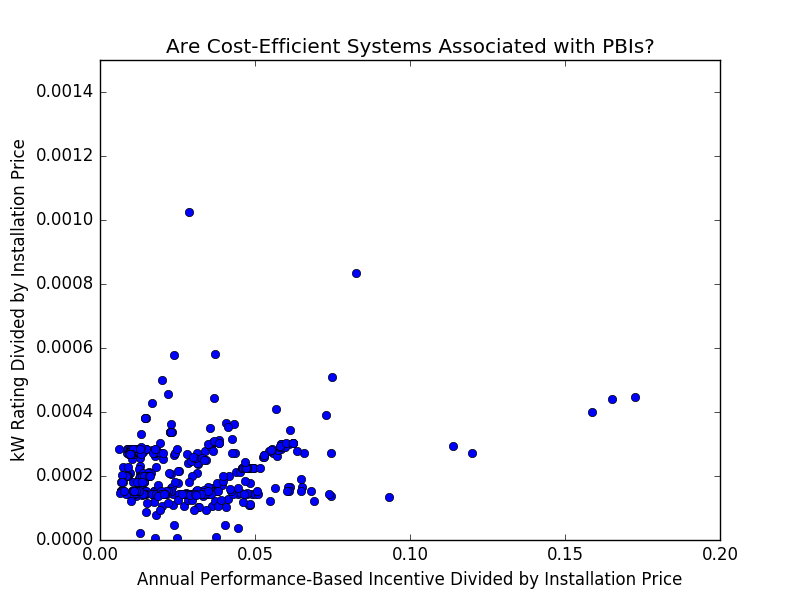 Are Cost-Efficient Systems Associated with PBIs?
0.0014
0.0012
0.0010
0.0008
0.0006
0.0004
0.0002
0.0000
kW Rating Divided by Installation Price
0.00 0.05 0.10 0.15 0.20
Annual Performance-Based Incentive Divided by Installation Price